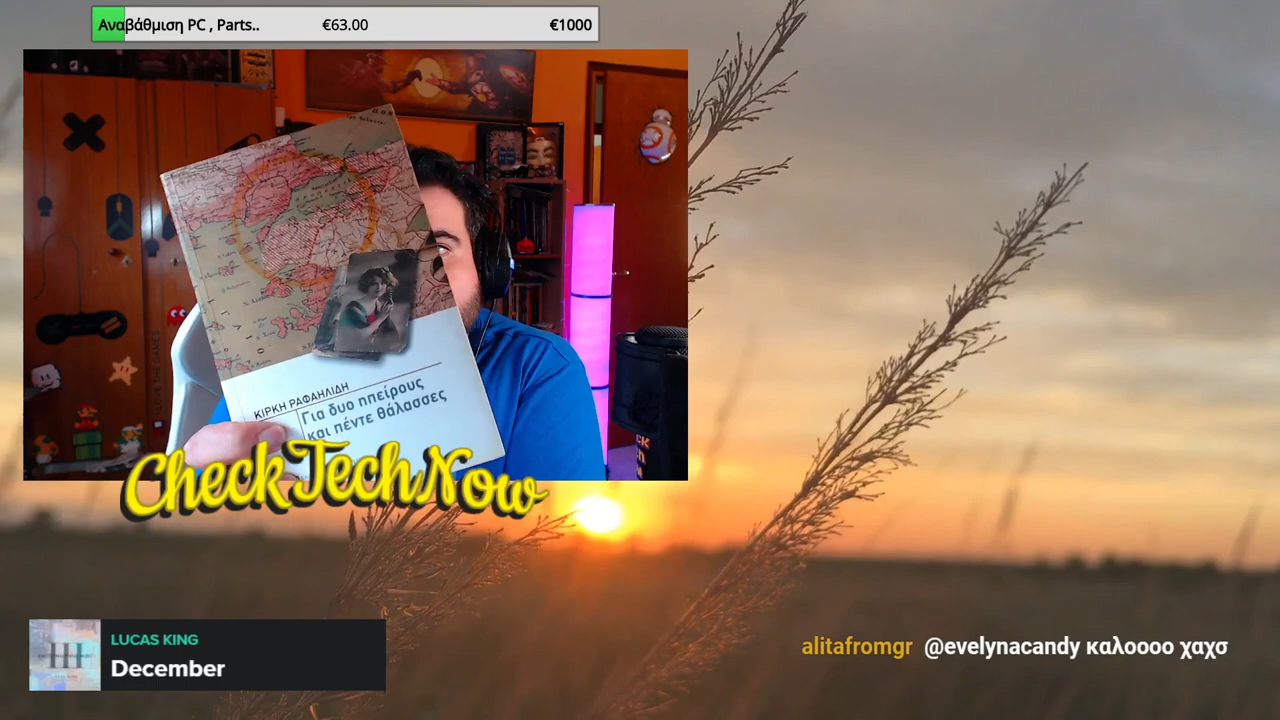 Αναβάθμιση PC , Parts.. €63.00 €1000
ΚΙΡΚΗ ΡΑΦΑΗΛΙΔΗ
Για δυο ηπείρους
και πέντε θάλασσες
CheckTechNow
LUCAS KING
December
alitafromgr @evelynacandy καλοοοο χαχσ